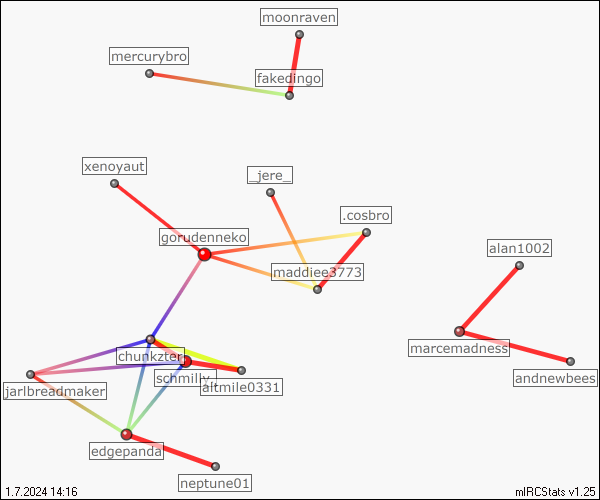 moonraven
mercurybro
fakedingo
xenoyaut
_jere_
.cosbro
gorudenneko
alan1002
maddiee3773
chunkzter
marcemadness
schmilly_
altmile0331
andnewbees
jarlbreadmaker
edgepanda
neptune01
1.7.2024 14:16
mIRCStats v1.25